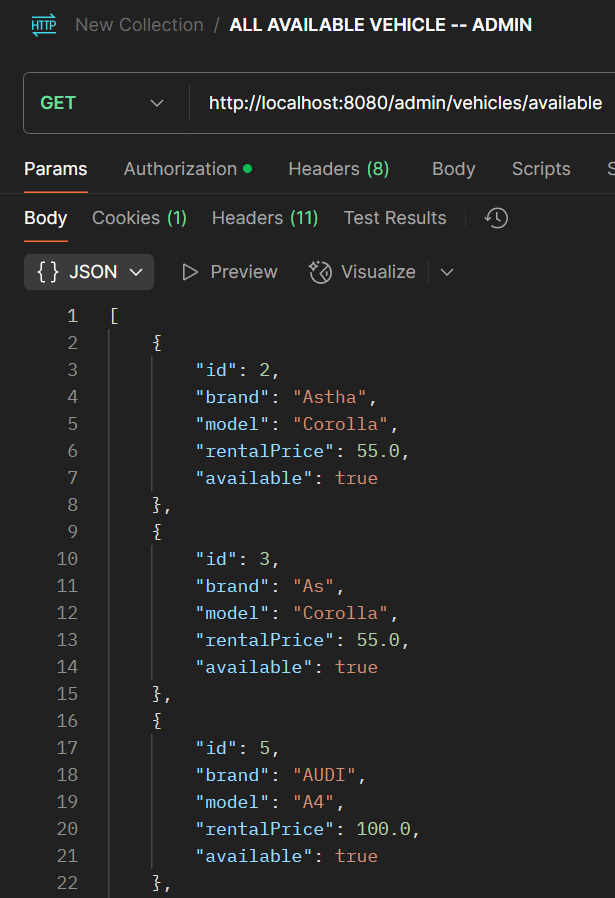 HTTP New Collection / ALL AVAILABLE VEHICLE -- ADMIN
GET http://localhost:8080/admin/vehicles/available
Params Authorization Headers (8) Body Scripts S
Body Cookies (1) Headers (11) Test Results
{} JSON Preview Visualize
1 [
2 {
3 "id": 2,
4 "brand": "Astha",
5 "model": "Corolla",
6 "rentalPrice": 55.0,
7 "available": true
8 },
9 {
10 "id": 3,
11 "brand": "As",
12 "model": "Corolla",
13 "rentalPrice": 55.0,
14 "available": true
15 },
16 {
17 "id": 5,
18 "brand": "AUDI",
19 "model": "A4",
20 "rentalPrice": 100.0,
21 "available": true
22 },